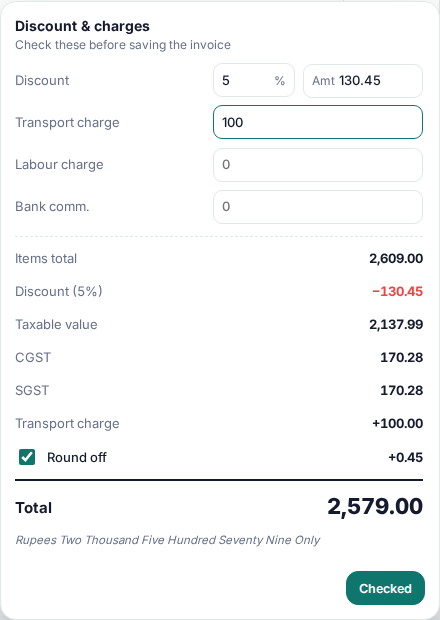 Discount & charges
Check these before saving the invoice
Discount 5 % Amt 130.45
Transport charge 100
Labour charge 0
Bank comm. 0
Items total 2,609.00
Discount (5%) −130.45
Taxable value 2,137.99
CGST 170.28
SGST 170.28
Transport charge +100.00
Round off +0.45
Total 2,579.00
Rupees Two Thousand Five Hundred Seventy Nine Only
Checked